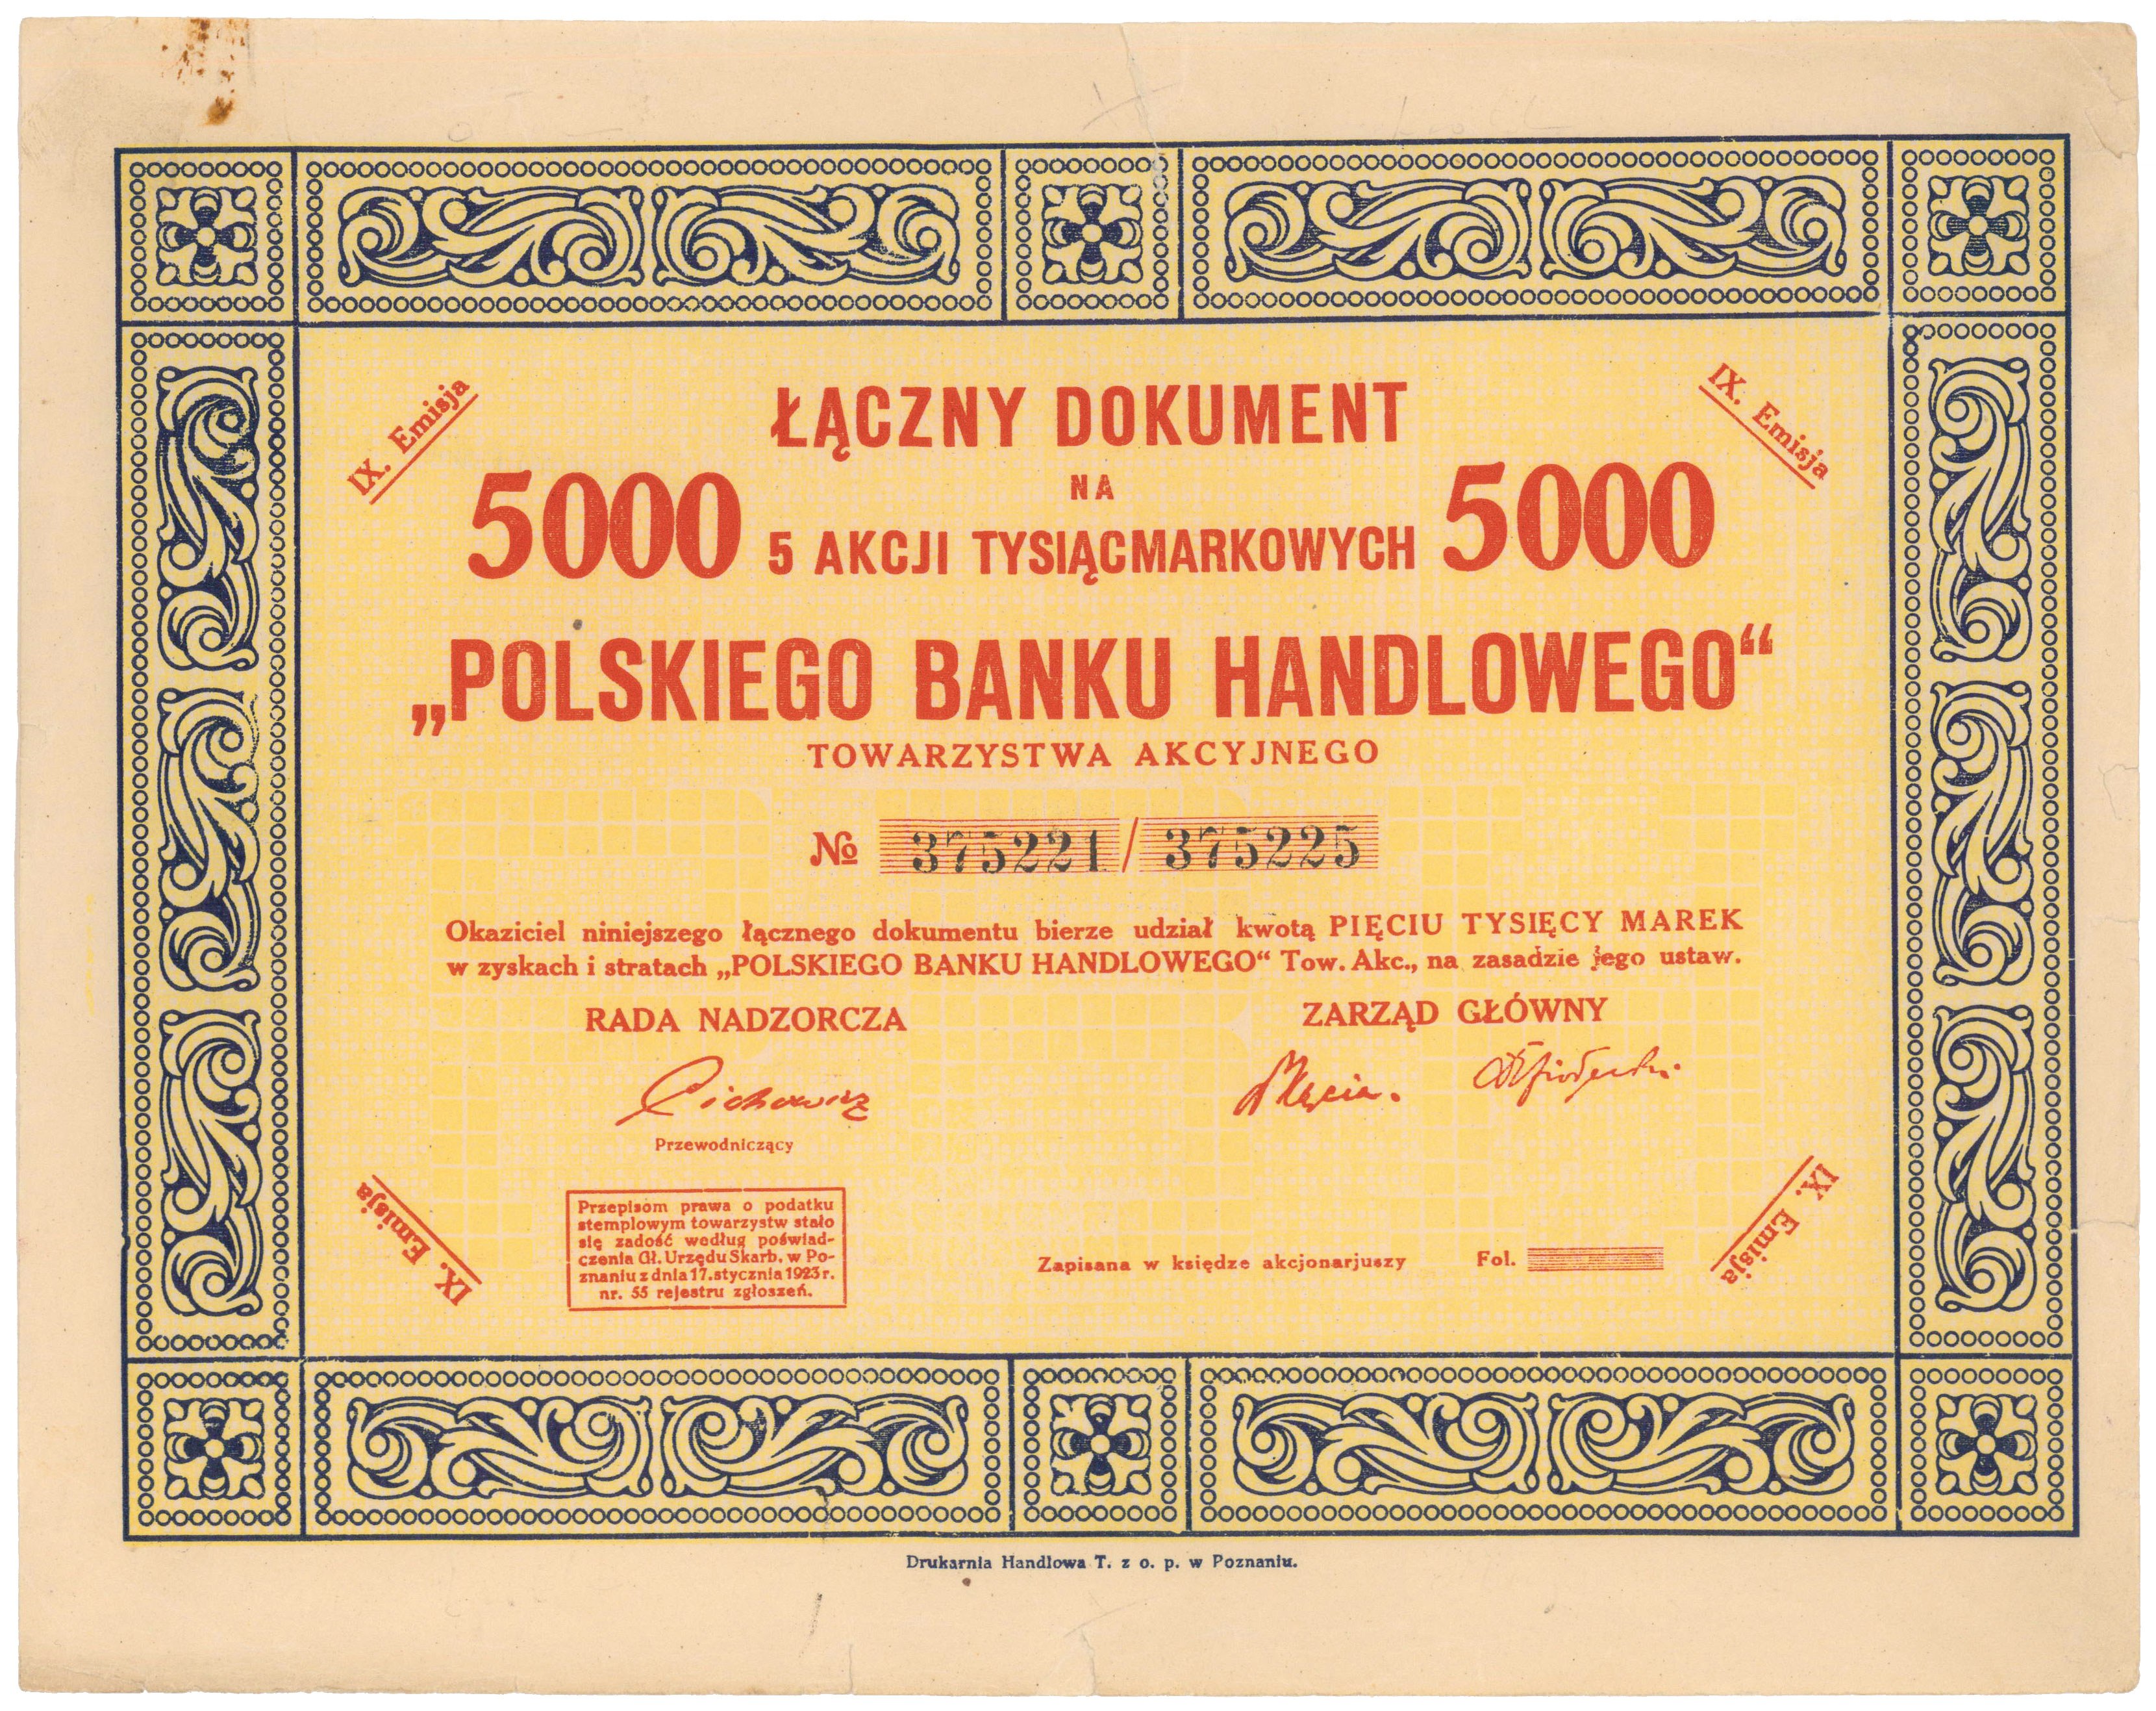 IX. Emisja
IX. Emisja
ŁĄCZNY DOKUMENT
NA
5000 5 AKCJI TYSIĄCMARKOWYCH 5000
„POLSKIEGO BANKU HANDLOWEGO“
TOWARZYSTWA AKCYJNEGO
No 375221 / 375225
Okaziciel niniejszego łącznego dokumentu bierze udział kwotą PIĘCIU TYSIĘCY MAREK
w zyskach i stratach „POLSKIEGO BANKU HANDLOWEGO“ Tow. Akc., na zasadzie jego ustaw.
RADA NADZORCZA
ZARZĄD GŁÓWNY
Cichowicz
Przewodniczący
Przepisom prawa o podatku
stemplowym towarzystw stało
się zadość według poświad-
czenia Gł. Urzędu Skarb. w Po-
znaniu z dnia 17. stycznia 1923 r.
nr. 55 rejestru zgłoszeń.
Zapisana w księdze akcjonarjuszy Fol.
IX. Emisja
IX. Emisja
Drukarnia Handlowa T. z o. p. w Poznaniu.